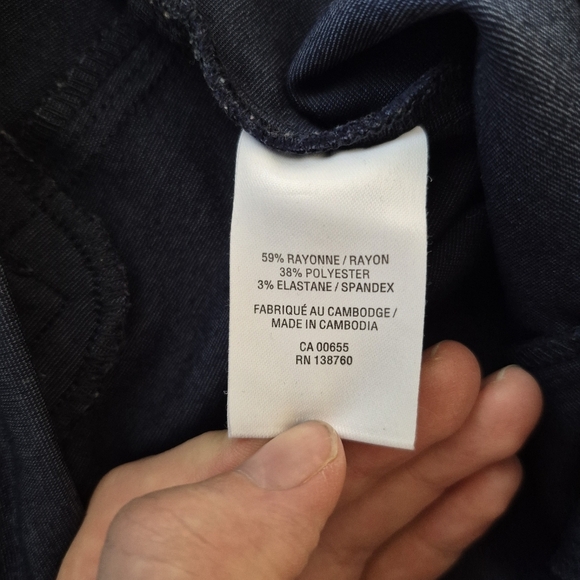 59% RAYONNE / RAYON
38% POLYESTER
3% ELASTANE / SPANDEX
FABRIQUÉ AU CAMBODGE /
MADE IN CAMBODIA
CA 00655
RN 138760